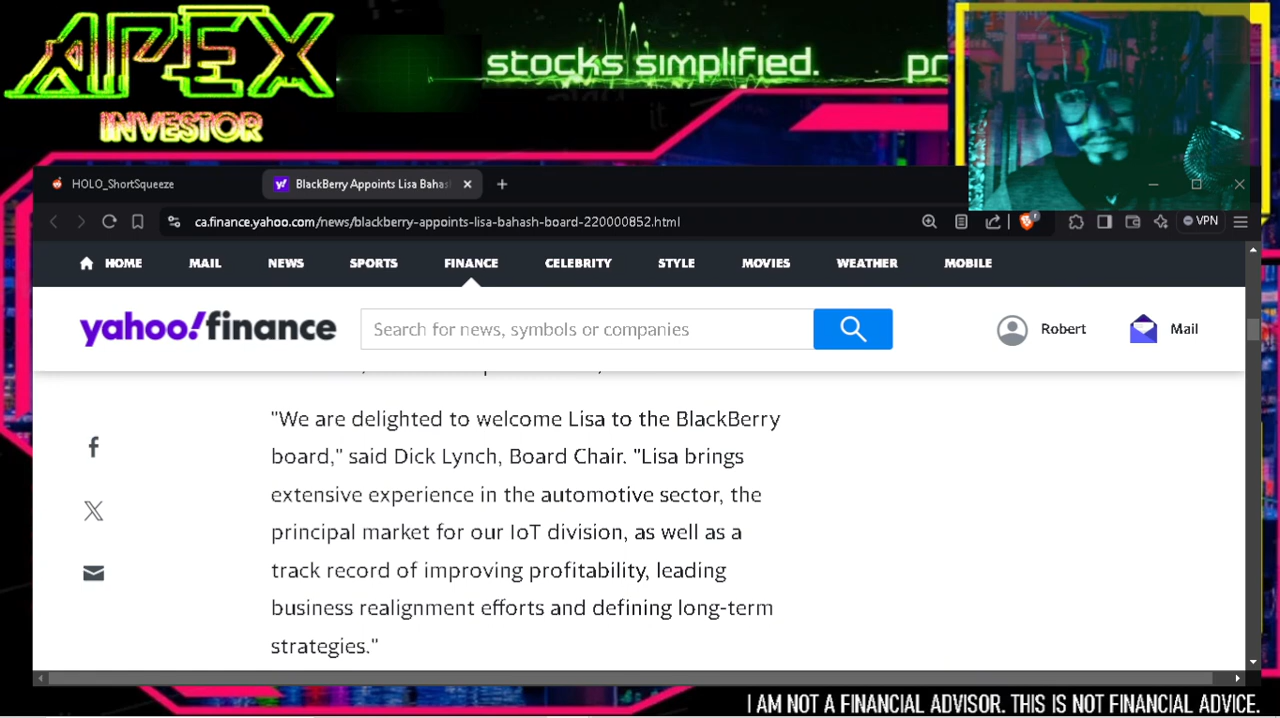 APEX
INVESTOR
stocks simplified.
pr
HOLO_ShortSqueeze
BlackBerry Appoints Lisa Bahas
ca.finance.yahoo.com/news/blackberry-appoints-lisa-bahash-board-220000852.html
VPN
HOME MAIL NEWS SPORTS FINANCE CELEBRITY STYLE MOVIES WEATHER MOBILE
yahoo!finance
Search for news, symbols or companies
Robert
Mail
"We are delighted to welcome Lisa to the BlackBerry
board," said Dick Lynch, Board Chair. "Lisa brings
extensive experience in the automotive sector, the
principal market for our IoT division, as well as a
track record of improving profitability, leading
business realignment efforts and defining long-term
strategies."
I AM NOT A FINANCIAL ADVISOR. THIS IS NOT FINANCIAL ADVICE.